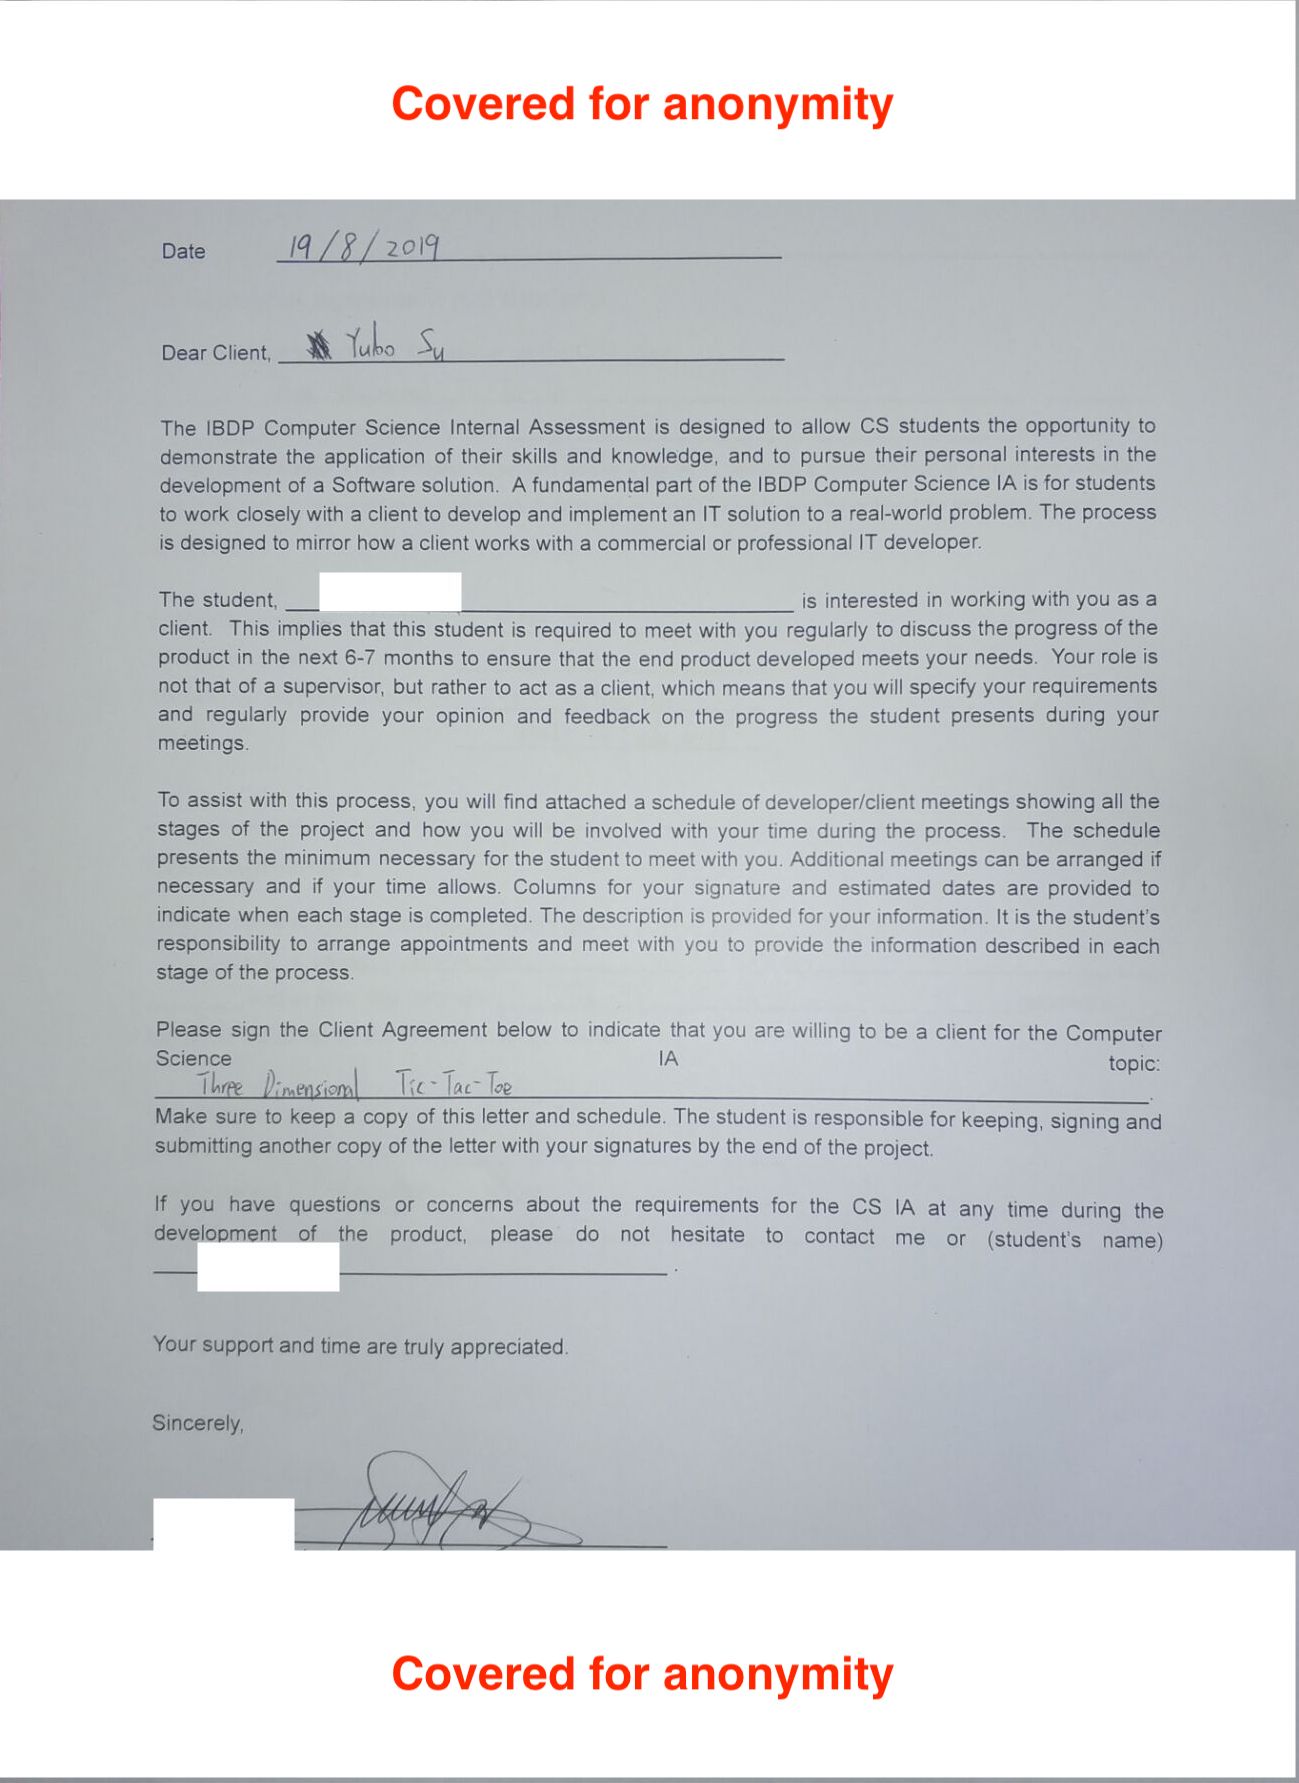 Covered for anonymity
Date 19/8/2019
Dear Client, Yubo Su
The IBDP Computer Science Internal Assessment is designed to allow CS students the opportunity to
demonstrate the application of their skills and knowledge, and to pursue their personal interests in the
development of a Software solution. A fundamental part of the IBDP Computer Science IA is for students
to work closely with a client to develop and implement an IT solution to a real-world problem. The process
is designed to mirror how a client works with a commercial or professional IT developer.
The student, is interested in working with you as a
client. This implies that this student is required to meet with you regularly to discuss the progress of the
product in the next 6-7 months to ensure that the end product developed meets your needs. Your role is
not that of a supervisor, but rather to act as a client, which means that you will specify your requirements
and regularly provide your opinion and feedback on the progress the student presents during your
meetings.
To assist with this process, you will find attached a schedule of developer/client meetings showing all the
stages of the project and how you will be involved with your time during the process. The schedule
presents the minimum necessary for the student to meet with you. Additional meetings can be arranged if
necessary and if your time allows. Columns for your signature and estimated dates are provided to
indicate when each stage is completed. The description is provided for your information. It is the student's
responsibility to arrange appointments and meet with you to provide the information described in each
stage of the process.
Please sign the Client Agreement below to indicate that you are willing to be a client for the Computer
Science IA topic:
Three Dimensional Tic-Tac-Toe.
Make sure to keep a copy of this letter and schedule. The student is responsible for keeping, signing and
submitting another copy of the letter with your signatures by the end of the project.
If you have questions or concerns about the requirements for the CS IA at any time during the
development of the product, please do not hesitate to contact me or (student's name)
.
Your support and time are truly appreciated.
Sincerely,
Covered for anonymity